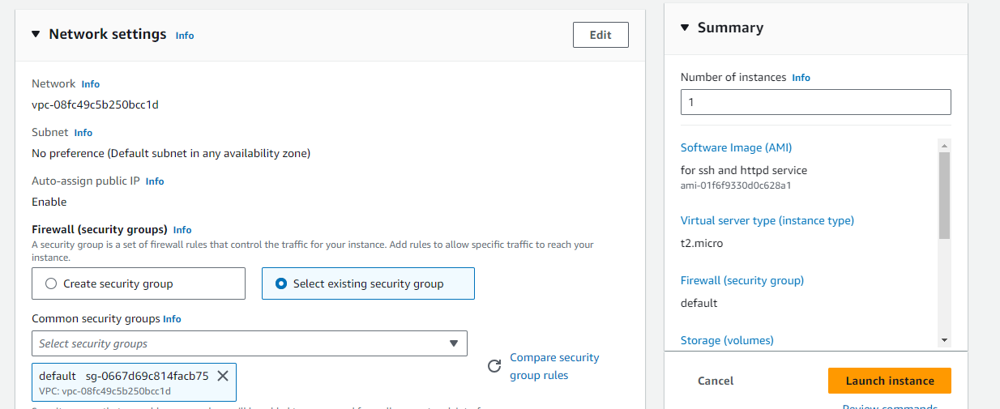 Network settings Info
Edit
Network Info
vpc-08fc49c5b250bcc1d
Subnet Info
No preference (Default subnet in any availability zone)
Auto-assign public IP Info
Enable
Firewall (security groups) Info
A security group is a set of firewall rules that control the traffic for your instance. Add rules to allow specific traffic to reach your
instance.
Create security group
Select existing security group
Common security groups Info
Select security groups
default sg-0667d69c814facb75
VPC: vpc-08fc49c5b250bcc1d
Compare security
group rules
Summary
Number of instances Info
1
Software Image (AMI)
for ssh and httpd service
ami-01f6f9330d0c628a1
Virtual server type (instance type)
t2.micro
Firewall (security group)
default
Storage (volumes)
Cancel
Launch instance
Review commands